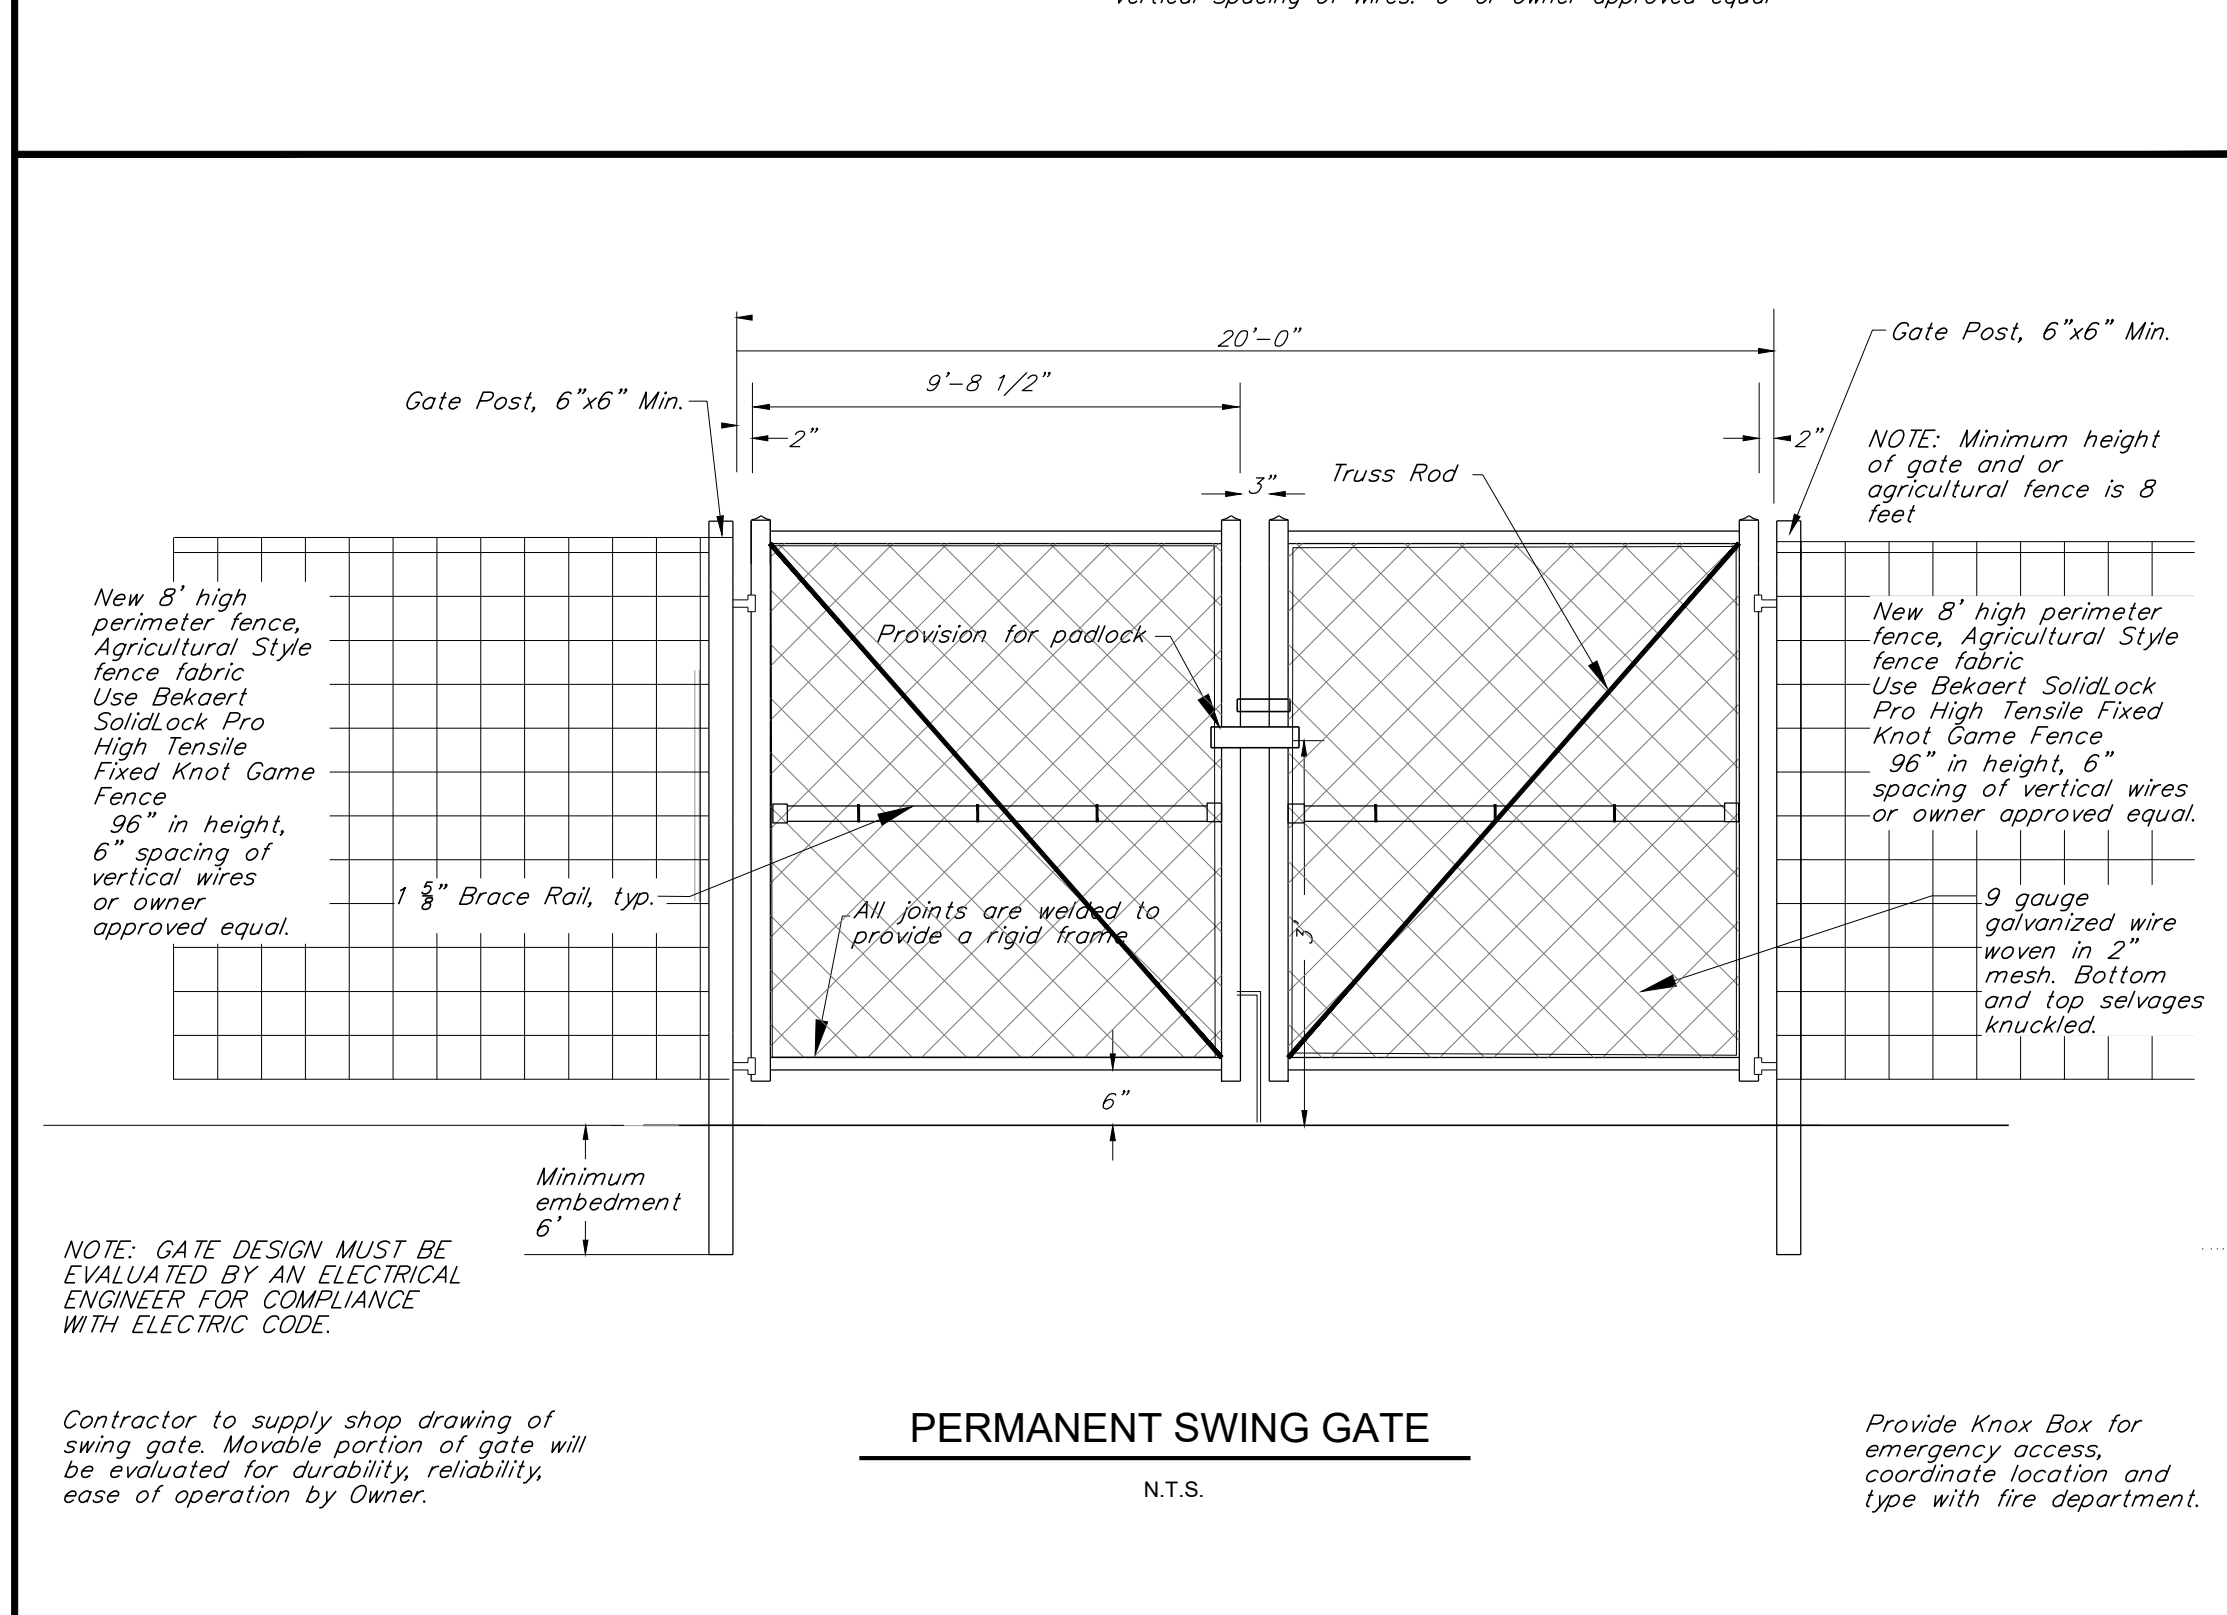 20'-0"
Gate Post, 6"x6" Min.
9'-8 1/2"
Gate Post, 6"x6" Min.
2"
2"
NOTE: Minimum height
of gate and or
agricultural fence is 8
feet
Truss Rod
3"
New 8' high
perimeter fence,
Agricultural Style
fence fabric
Use Bekaert
SolidLock Pro
High Tensile
Fixed Knot Game
Fence
96" in height,
6" spacing of
vertical wires
or owner
approved equal.
Provision for padlock
New 8' high perimeter
fence, Agricultural Style
fence fabric
Use Bekaert SolidLock
Pro High Tensile Fixed
Knot Game Fence
96" in height, 6"
spacing of vertical wires
or owner approved equal.
1 5/8" Brace Rail, typ.
All joints are welded to
provide a rigid frame
3'
9 gauge
galvanized wire
woven in 2"
mesh. Bottom
and top selvages
knuckled.
6"
Minimum
embedment
6'
NOTE: GATE DESIGN MUST BE
EVALUATED BY AN ELECTRICAL
ENGINEER FOR COMPLIANCE
WITH ELECTRIC CODE.
Contractor to supply shop drawing of
swing gate. Movable portion of gate will
be evaluated for durability, reliability,
ease of operation by Owner.
PERMANENT SWING GATE
N.T.S.
Provide Knox Box for
emergency access,
coordinate location and
type with fire department.